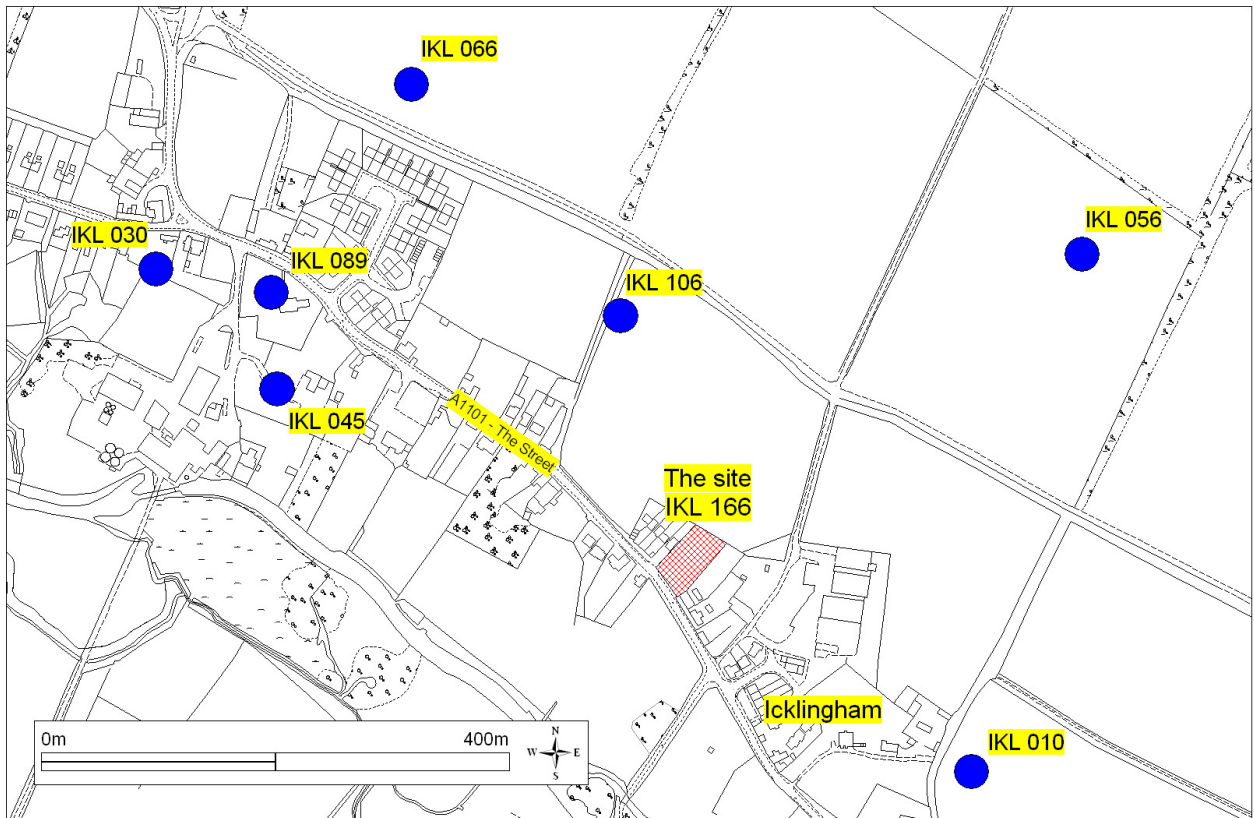 IKL 066
IKL 056
IKL 030
IKL 089
IKL 106
IKL 045
A1101 - The Street
The site
IKL 166
Icklingham
IKL 010
0m
400m
N
W
E
S